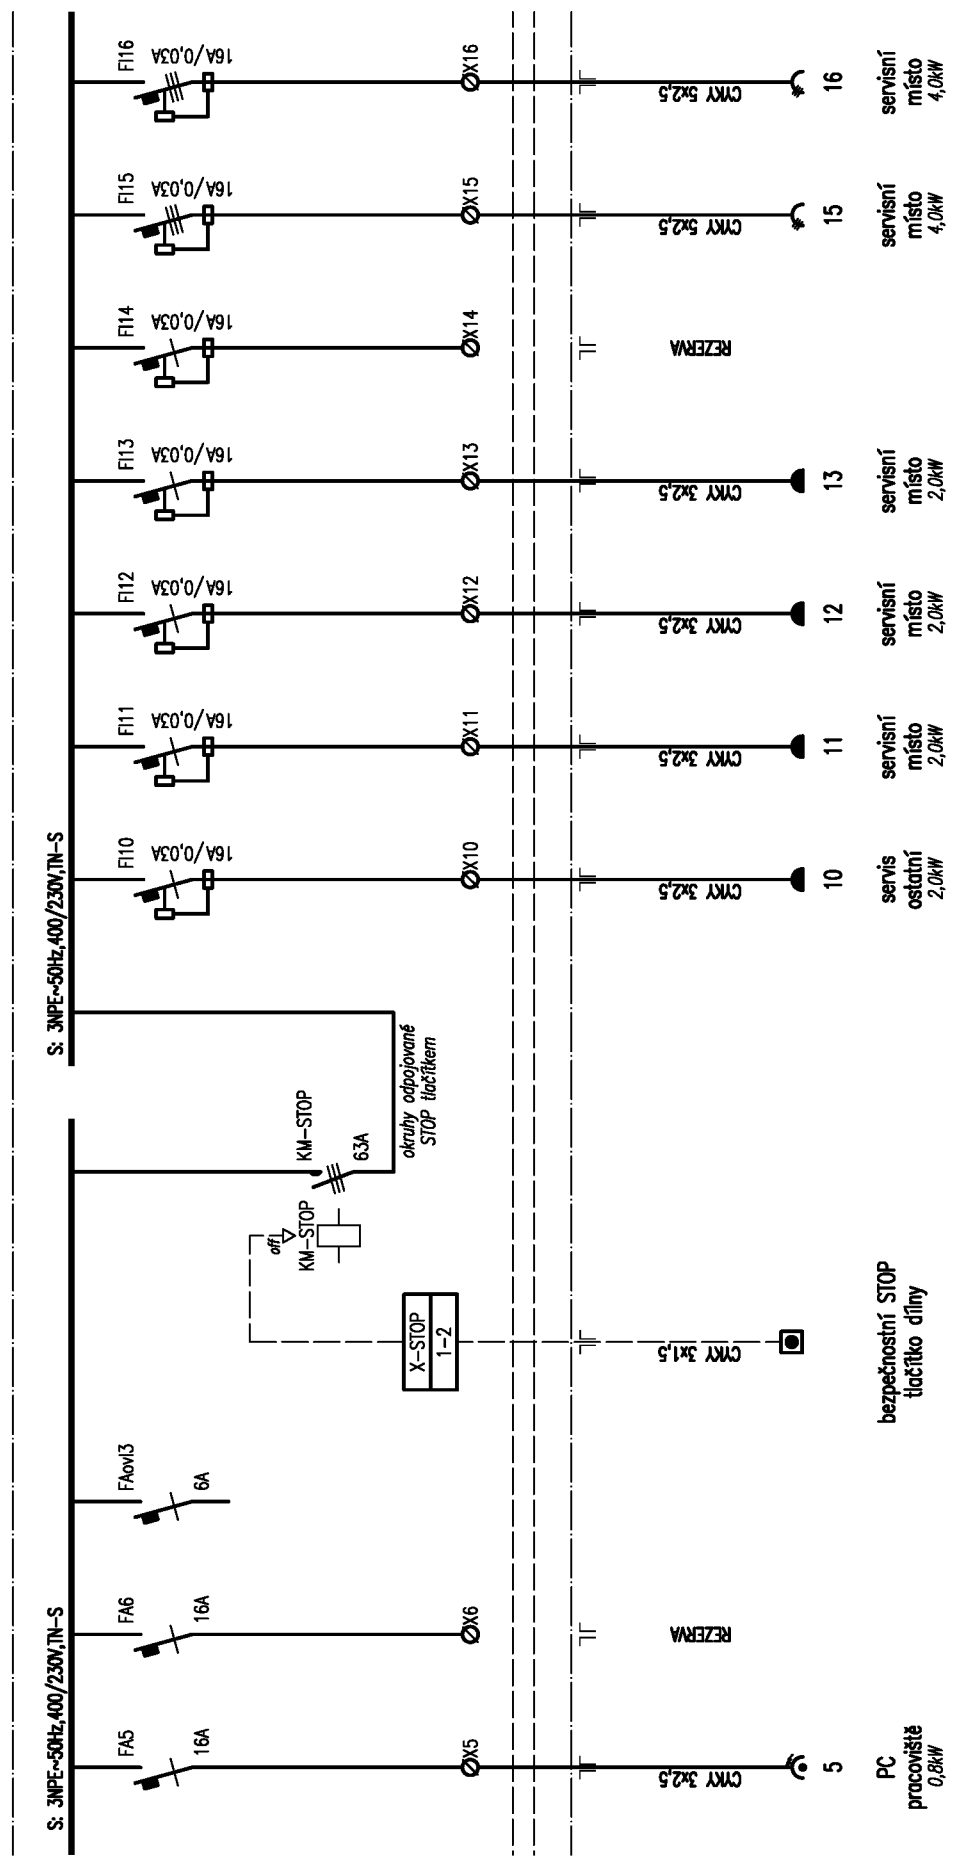 S: 3NPE~50Hz,400/230V,TN-S
S: 3NPE~50Hz,400/230V,TN-S
FA5
16A
X5
CYKY 3x2,5
5
PC
pracoviště
0,8kW
FA6
16A
X6
REZERVA
FAovl3
6A
off
KM-STOP
X-STOP
1-2
CYKY 3x1,5
bezpečnostní STOP
tlačítko dílny
KM-STOP
63A
okruhy odpojované
STOP tlačítkem
FI10
16A/0,03A
X10
CYKY 3x2,5
10
servis
ostatní
2,0kW
FI11
16A/0,03A
X11
CYKY 3x2,5
11
servisní
místo
2,0kW
FI12
16A/0,03A
X12
CYKY 3x2,5
12
servisní
místo
2,0kW
FI13
16A/0,03A
X13
CYKY 3x2,5
13
servisní
místo
2,0kW
FI14
16A/0,03A
X14
REZERVA
FI15
16A/0,03A
X15
CYKY 5x2,5
15
servisní
místo
4,0kW
FI16
16A/0,03A
X16
CYKY 5x2,5
16
servisní
místo
4,0kW